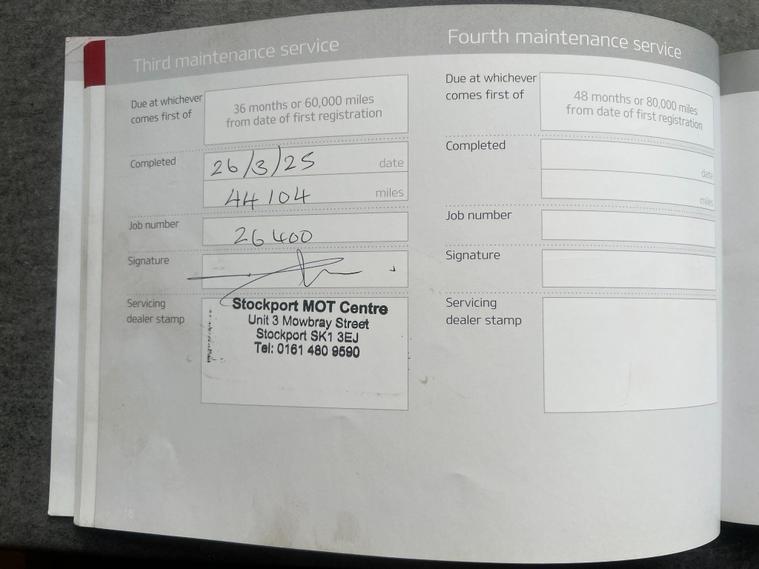 Third maintenance service
Due at whichever
comes first of
36 months or 60,000 miles
from date of first registration
Completed
26/3/25 date
44104 miles
Job number
26400
Signature
Servicing
dealer stamp
Stockport MOT Centre
Unit 3 Mowbray Street
Stockport SK1 3EJ
Tel: 0161 480 9590
Fourth maintenance service
Due at whichever
comes first of
48 months or 80,000 miles
from date of first registration
Completed
date
miles
Job number
Signature
Servicing
dealer stamp